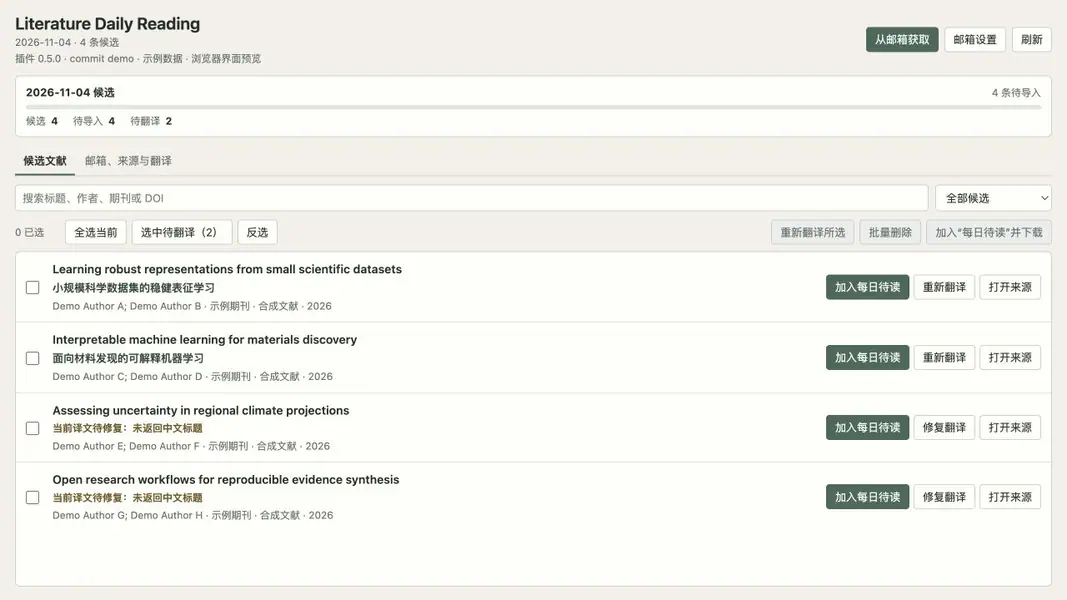 Literature Daily Reading
2026-11-04 · 4 条候选
插件 0.5.0 · commit demo · 示例数据 · 浏览器界面预览
从邮箱获取 邮箱设置 刷新
2026-11-04 候选 4 条待导入
候选 4 待导入 4 待翻译 2
候选文献 邮箱、来源与翻译
搜索标题、作者、期刊或 DOI 全部候选
0 已选 全选当前 选中待翻译（2） 反选 重新翻译所选 批量删除 加入“每日待读”并下载
Learning robust representations from small scientific datasets
小规模科学数据集的稳健表征学习
Demo Author A; Demo Author B · 示例期刊 · 合成文献 · 2026
加入每日待读 重新翻译 打开来源
Interpretable machine learning for materials discovery
面向材料发现的可解释机器学习
Demo Author C; Demo Author D · 示例期刊 · 合成文献 · 2026
加入每日待读 重新翻译 打开来源
Assessing uncertainty in regional climate projections
当前译文待修复：未返回中文标题
Demo Author E; Demo Author F · 示例期刊 · 合成文献 · 2026
加入每日待读 修复翻译 打开来源
Open research workflows for reproducible evidence synthesis
当前译文待修复：未返回中文标题
Demo Author G; Demo Author H · 示例期刊 · 合成文献 · 2026
加入每日待读 修复翻译 打开来源